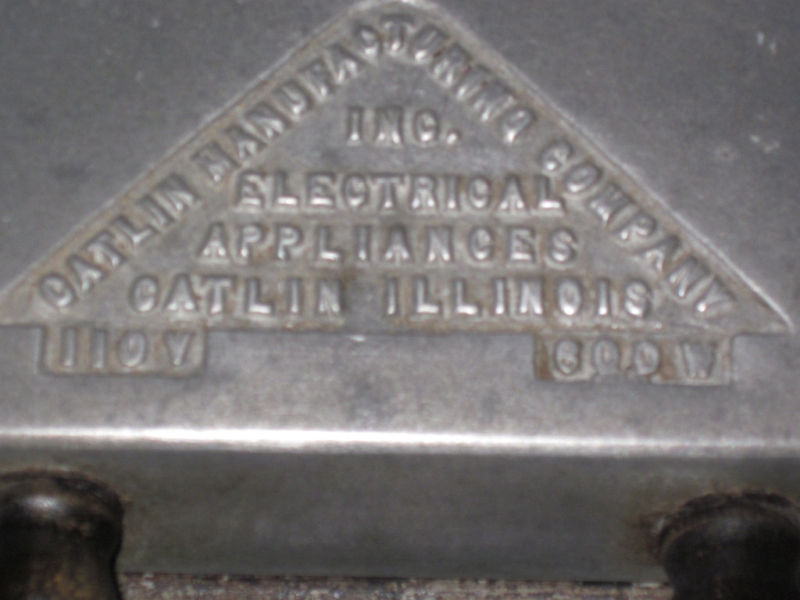 CATLIN MANUFACTURING COMPANY
INC.
ELECTRICAL
APPLIANCES
CATLIN ILLINOIS
110V
600W